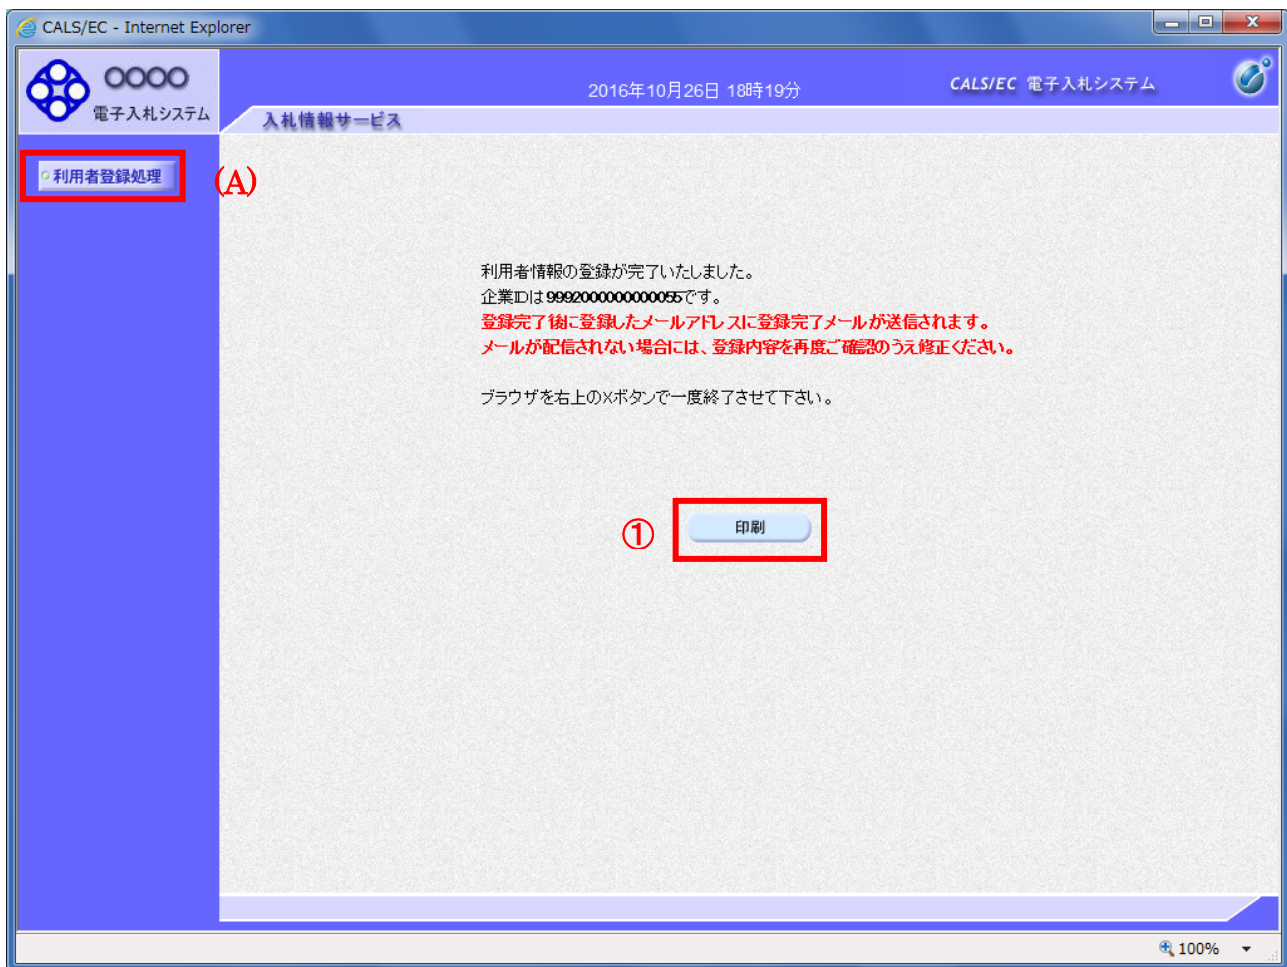 CALS/EC - Internet Explorer
OOOO
電子入札システム
2016年10月26日 18時19分
CALS/EC 電子入札システム
入札情報サービス
利用者登録処理
(A)
利用者情報の登録が完了いたしました。
企業IDは9992000000000055です。
登録完了後に登録したメールアドレスに登録完了メールが送信されます。
メールが配信されない場合には、登録内容を再度ご確認のうえ修正ください。
ブラウザを右上の×ボタンで一度終了させて下さい。
①
印刷
100%